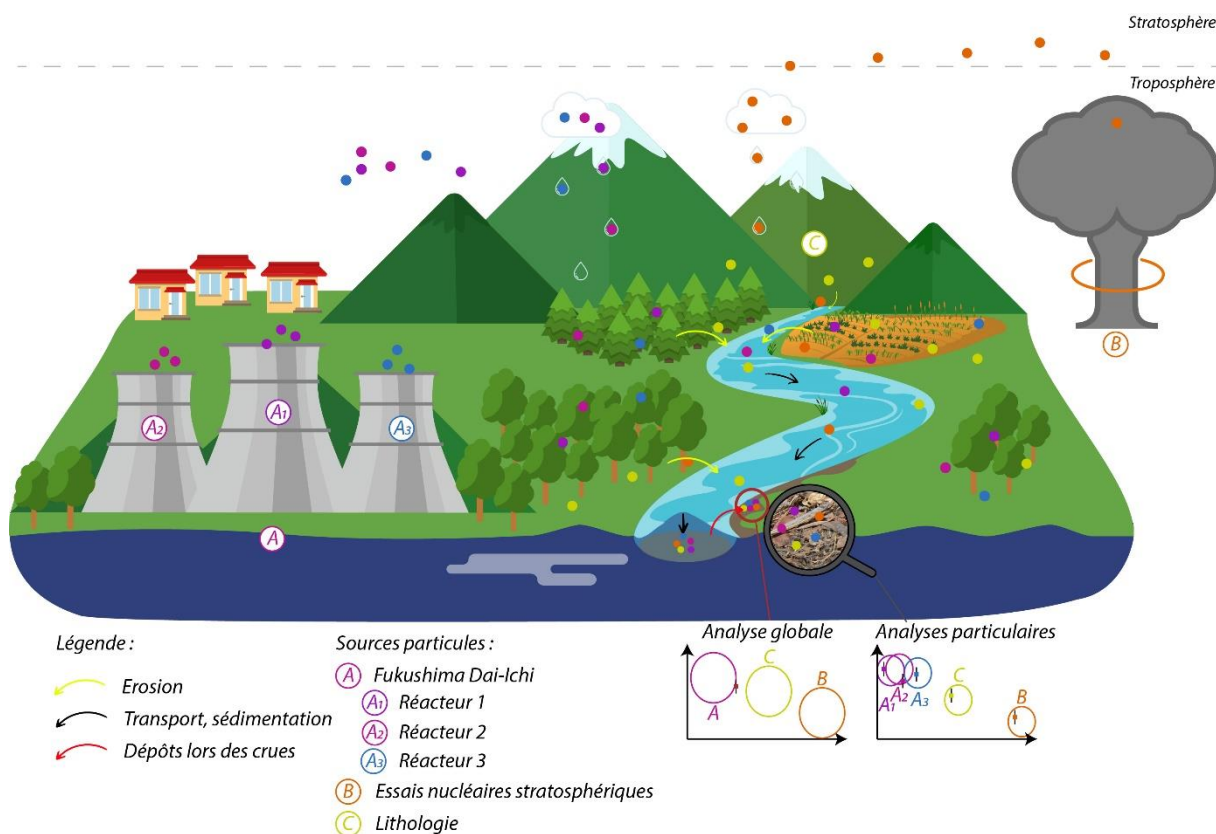 Stratosphère
Troposphère
C
B
A2
A1
A3
A
Légende :
Erosion
Transport, sédimentation
Dépôts lors des crues
Sources particules :
A Fukushima Dai-Ichi
A1 Réacteur 1
A2 Réacteur 2
A3 Réacteur 3
B Essais nucléaires stratosphériques
C Lithologie
Analyse globale
A
C
B
Analyses particulaires
A1
A2
A3
C
B